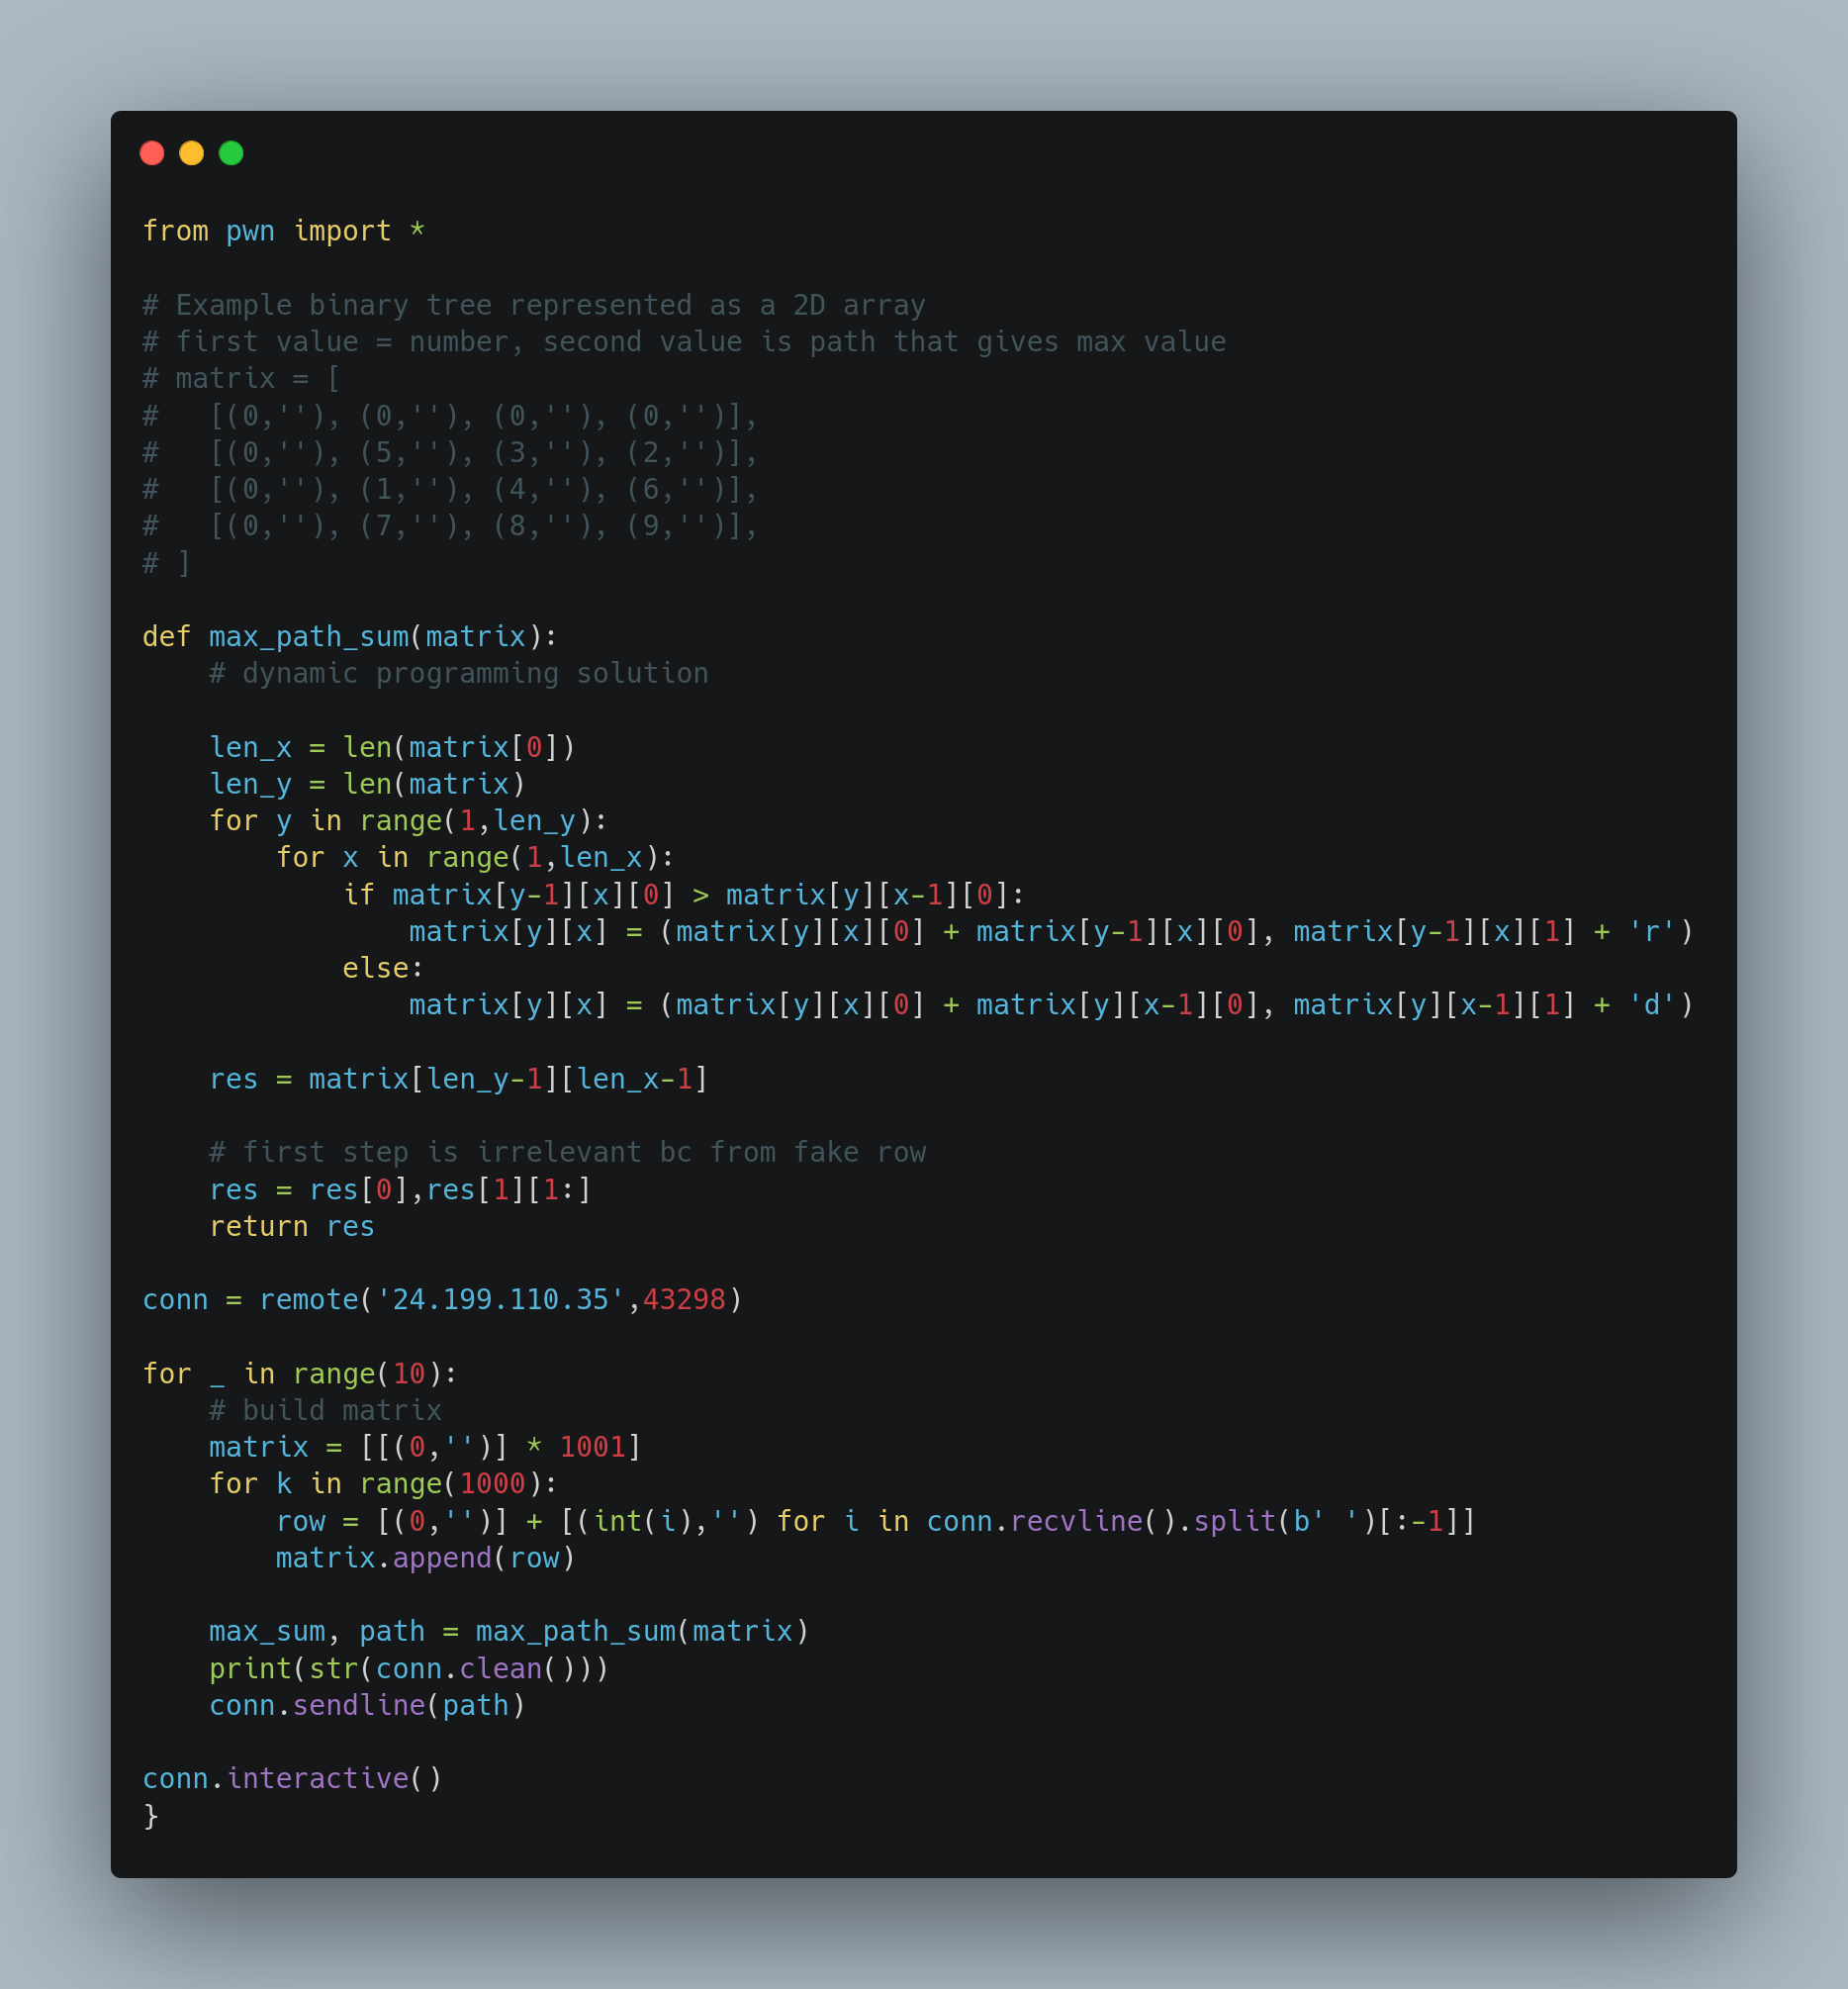 from pwn import *

# Example binary tree represented as a 2D array
# first value = number, second value is path that gives max value
# matrix = [
#   [(0,''), (0,''), (0,''), (0,'')],
#   [(0,''), (5,''), (3,''), (2,'')],
#   [(0,''), (1,''), (4,''), (6,'')],
#   [(0,''), (7,''), (8,''), (9,'')],
# ]

def max_path_sum(matrix):
    # dynamic programming solution

    len_x = len(matrix[0])
    len_y = len(matrix)
    for y in range(1,len_y):
        for x in range(1,len_x):
            if matrix[y-1][x][0] > matrix[y][x-1][0]:
                matrix[y][x] = (matrix[y][x][0] + matrix[y-1][x][0], matrix[y-1][x][1] + 'r')
            else:
                matrix[y][x] = (matrix[y][x][0] + matrix[y][x-1][0], matrix[y][x-1][1] + 'd')

    res = matrix[len_y-1][len_x-1]

    # first step is irrelevant bc from fake row
    res = res[0],res[1][1:]
    return res

conn = remote('24.199.110.35',43298)

for _ in range(10):
    # build matrix
    matrix = [[(0,'')] * 1001]
    for k in range(1000):
        row = [(0,'')] + [(int(i),'') for i in conn.recvline().split(b' ')[:-1]]
        matrix.append(row)

    max_sum, path = max_path_sum(matrix)
    print(str(conn.clean()))
    conn.sendline(path)

conn.interactive()
}